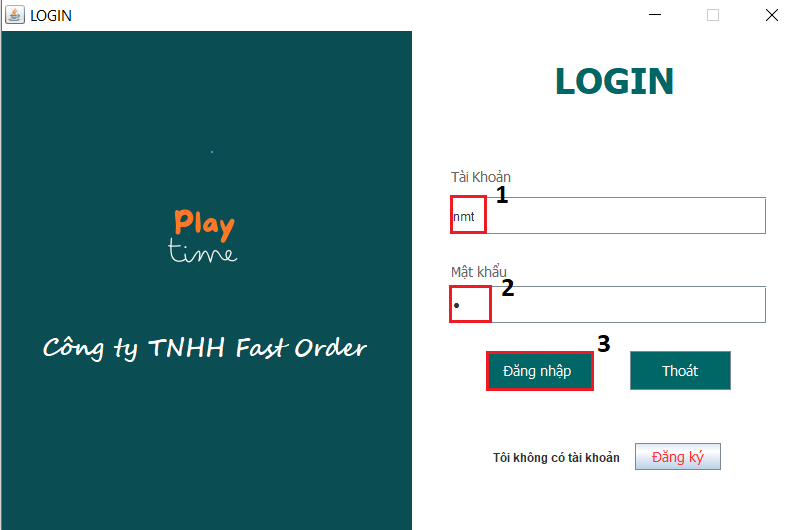 LOGIN
Play
time
Công ty TNHH Fast Order
LOGIN
Tài Khoản
1
nmt
Mật khẩu
2
3
Đăng nhập
Thoát
Tôi không có tài khoản
Đăng ký